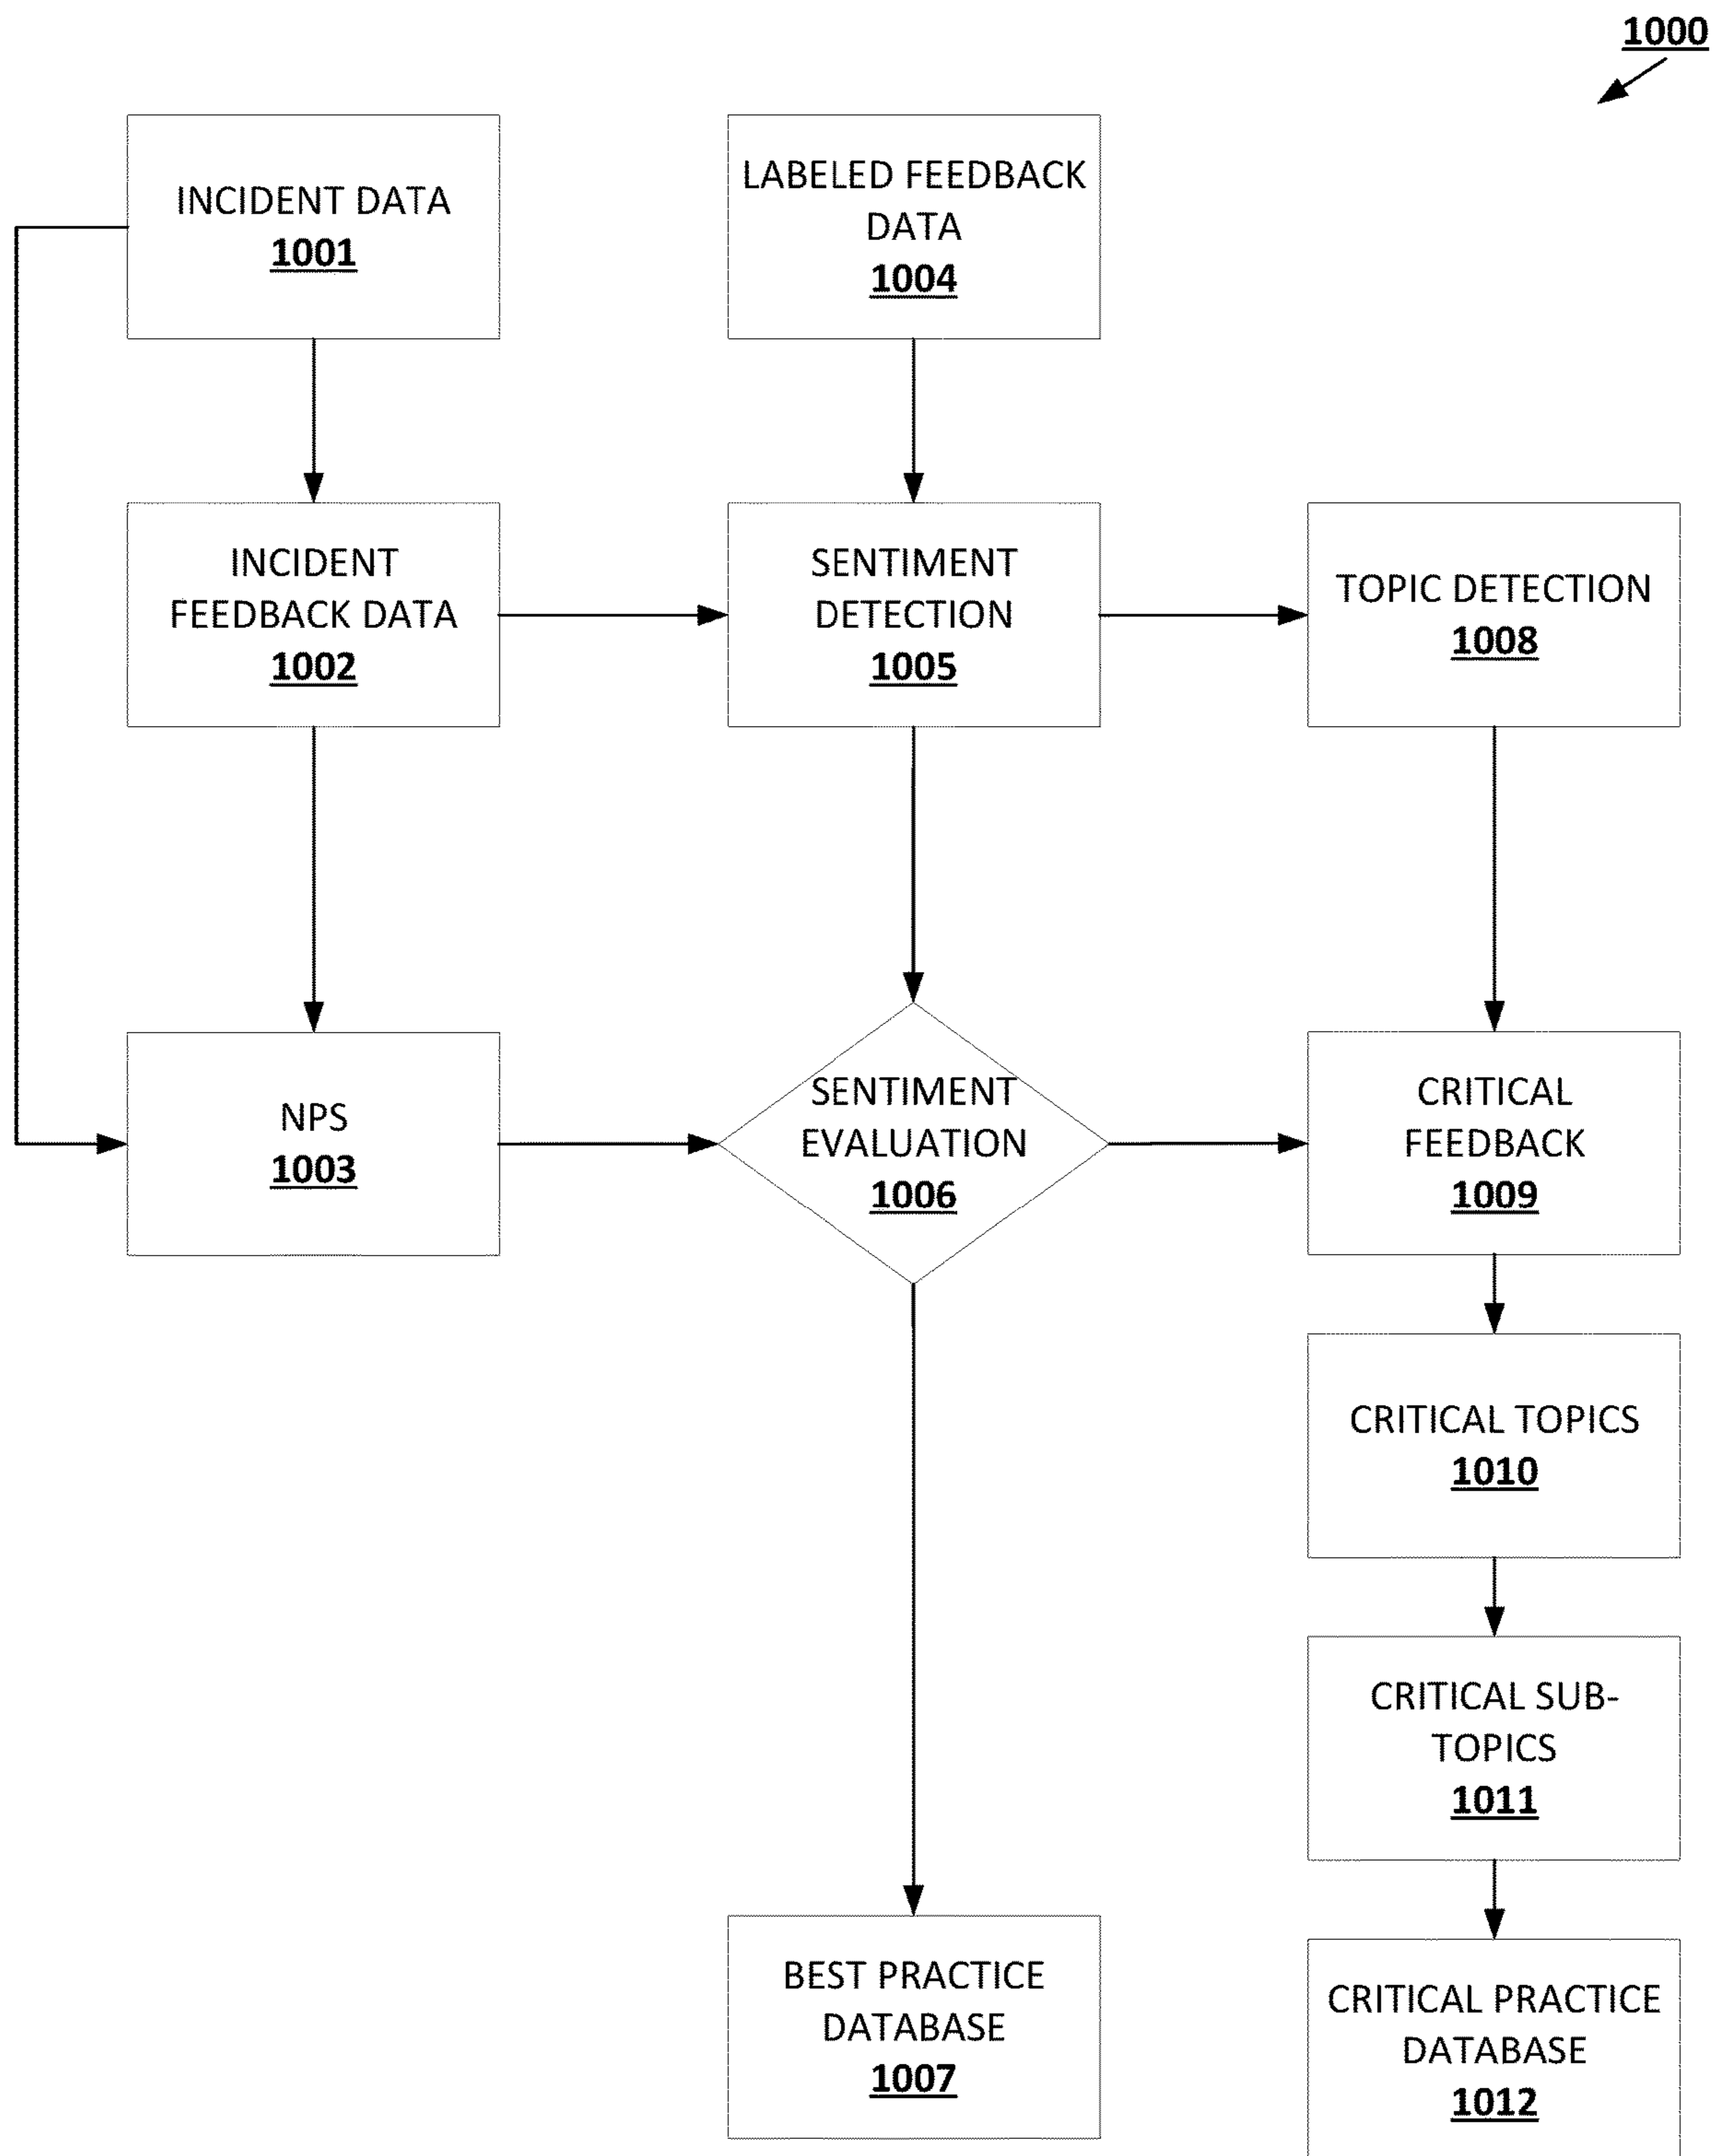 1000
INCIDENT DATA
1001
LABELED FEEDBACK
DATA
1004
INCIDENT
FEEDBACK DATA
1002
SENTIMENT
DETECTION
1005
TOPIC DETECTION
1008
NPS
1003
SENTIMENT
EVALUATION
1006
CRITICAL
FEEDBACK
1009
CRITICAL TOPICS
1010
CRITICAL SUB-
TOPICS
1011
BEST PRACTICE
DATABASE
1007
CRITICAL PRACTICE
DATABASE
1012